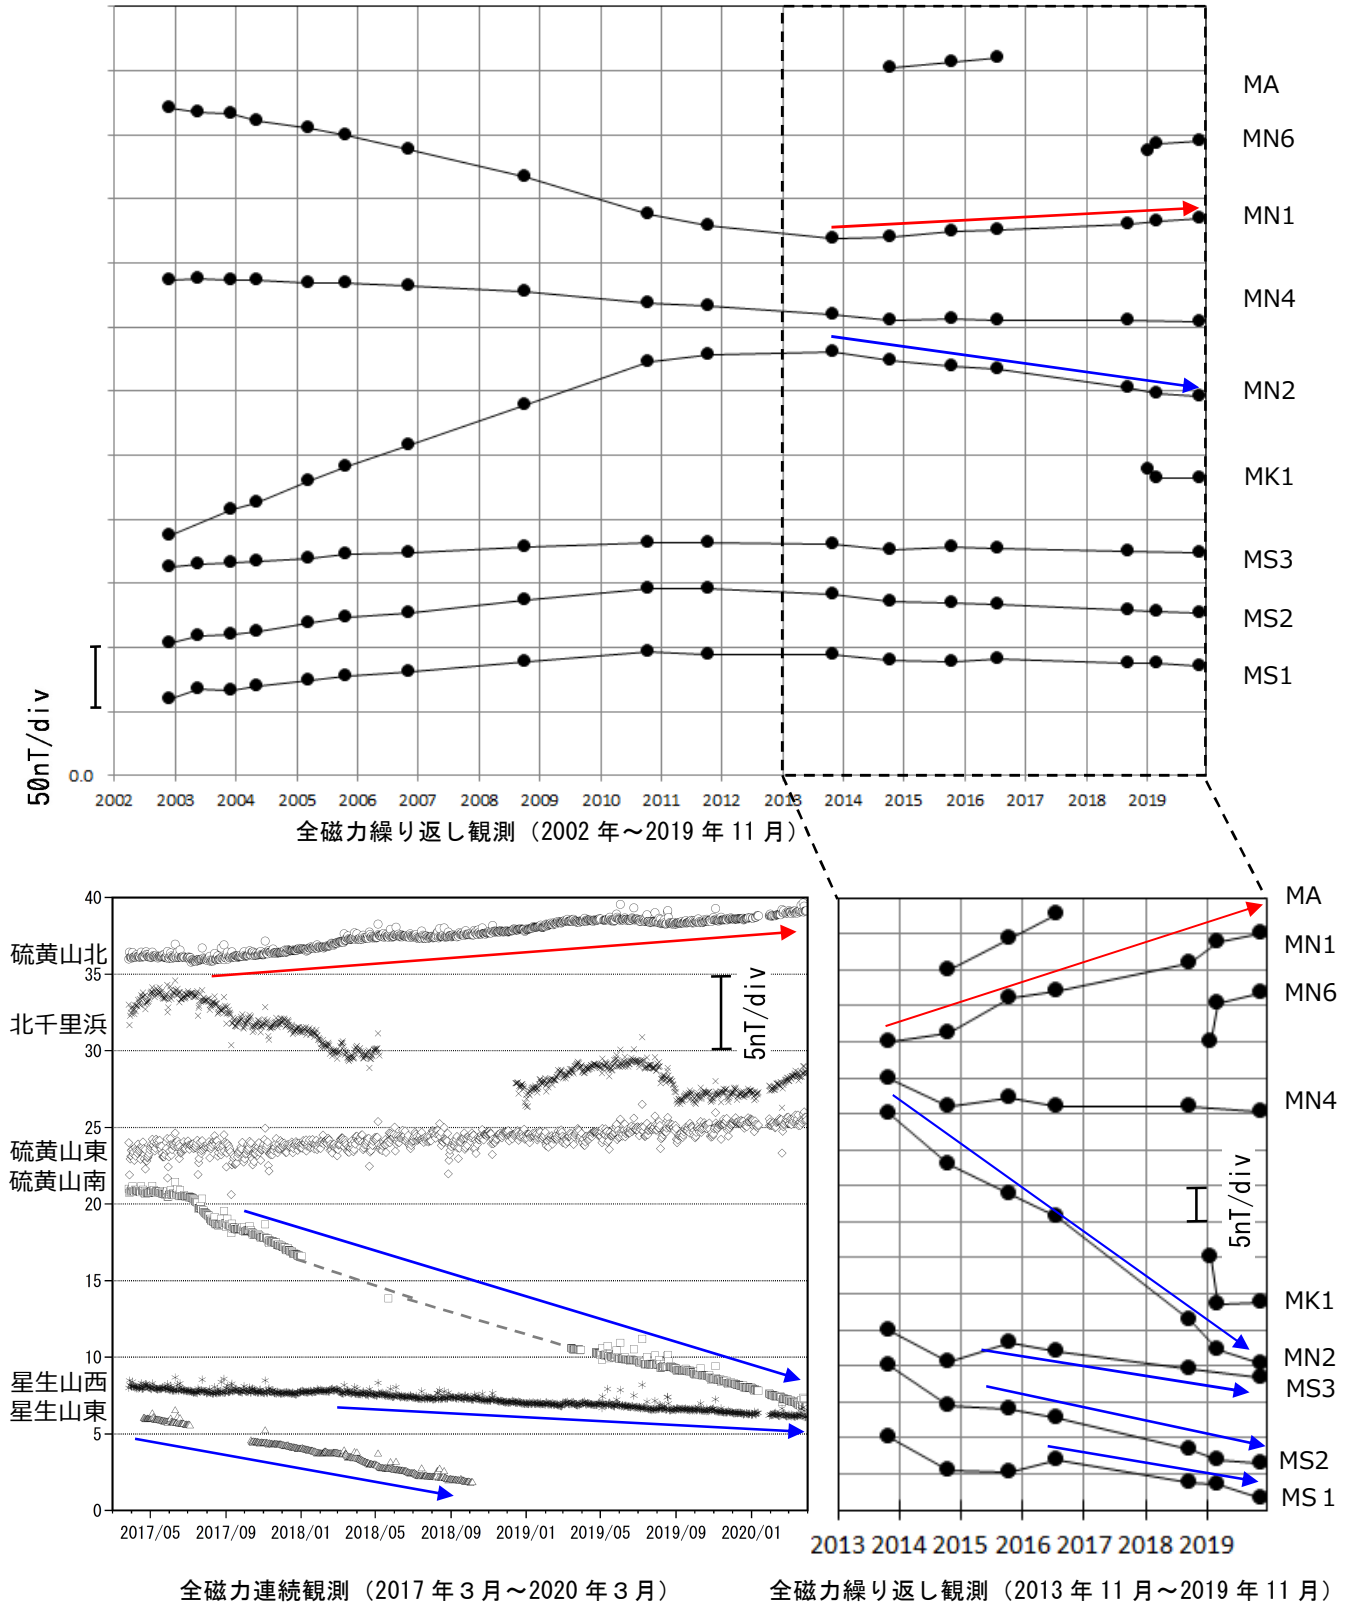 MA
MN6
MN1
MN4
MN2
MK1
MS3
MS2
MS1
50nT/div
0.0
2002 2003 2004 2005 2006 2007 2008 2009 2010 2011 2012 2013 2014 2015 2016 2017 2018 2019
全磁力繰り返し観測（2002 年～2019 年 11 月）
40
硫黄山北
35
5nT/div
北千里浜
30
25
硫黄山東
硫黄山南
20
15
10
星生山西
星生山東
5
0
2017/05 2017/09 2018/01 2018/05 2018/09 2019/01 2019/05 2019/09 2020/01
全磁力連続観測（2017 年３月～2020 年３月）
MA
MN1
MN6
MN4
5nT/div
MK1
MN2
MS3
MS2
MS1
2013 2014 2015 2016 2017 2018 2019
全磁力繰り返し観測（2013 年 11 月～2019 年 11 月）